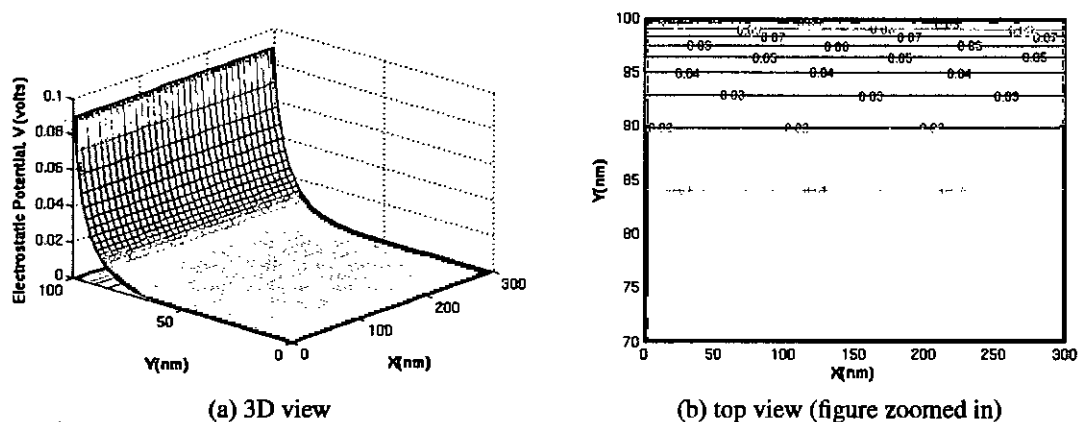 Electrostatic Potential, V (volts)
0.1
0.08
0.06
0.04
0.02
0
100
50
0
Y(nm)
0
100
200
300
X(nm)
(a) 3D view
100
95
90
85
80
75
70
Y(nm)
0.07 0.07 0.07
0.06 0.06 0.06
0.05 0.05 0.05
0.04 0.04 0.04
0.03 0.03 0.03
0.02 0.02 0.02
0 50 100 150 200 250 300
X(nm)
(b) top view (figure zoomed in)